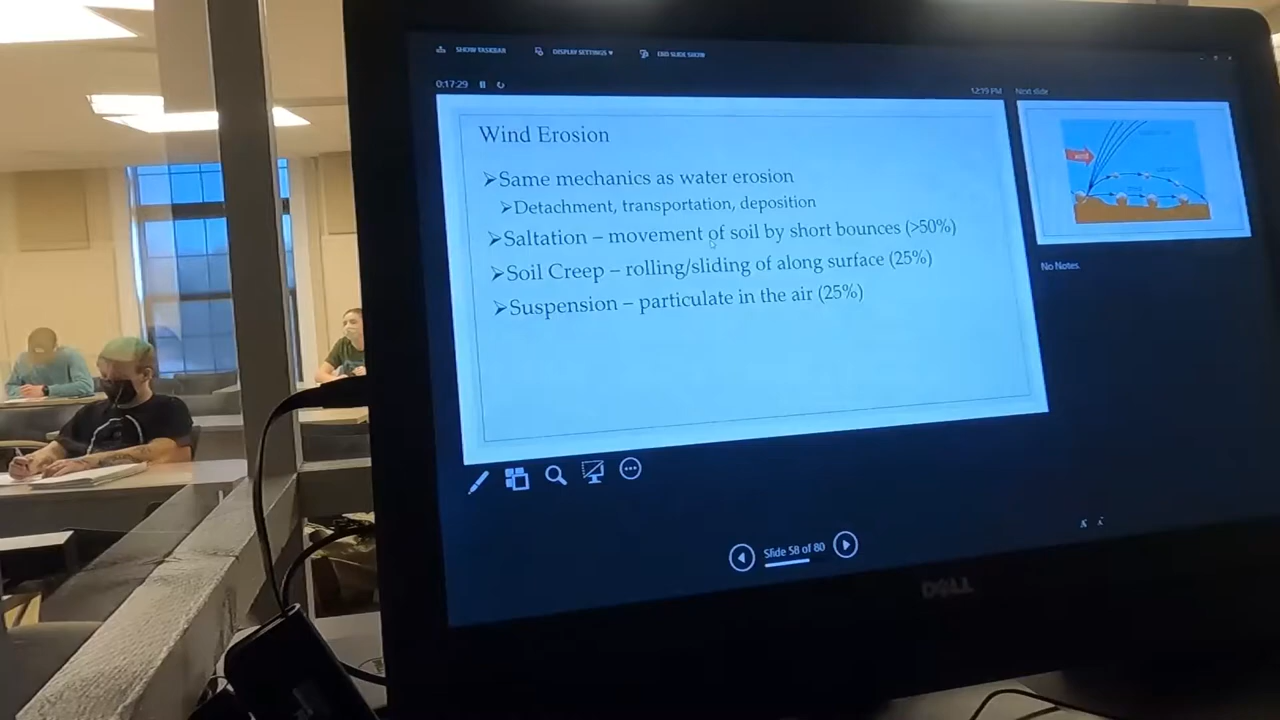 SHOW TASKBAR
DISPLAY SETTINGS ▾
END SLIDE SHOW
0:17:29
12:19 PM
Next slide
Wind Erosion
➢Same mechanics as water erosion
➢Detachment, transportation, deposition
➢Saltation – movement of soil by short bounces (>50%)
➢Soil Creep – rolling/sliding of along surface (25%)
➢Suspension – particulate in the air (25%)
No Notes.
Slide 58 of 80
DELL